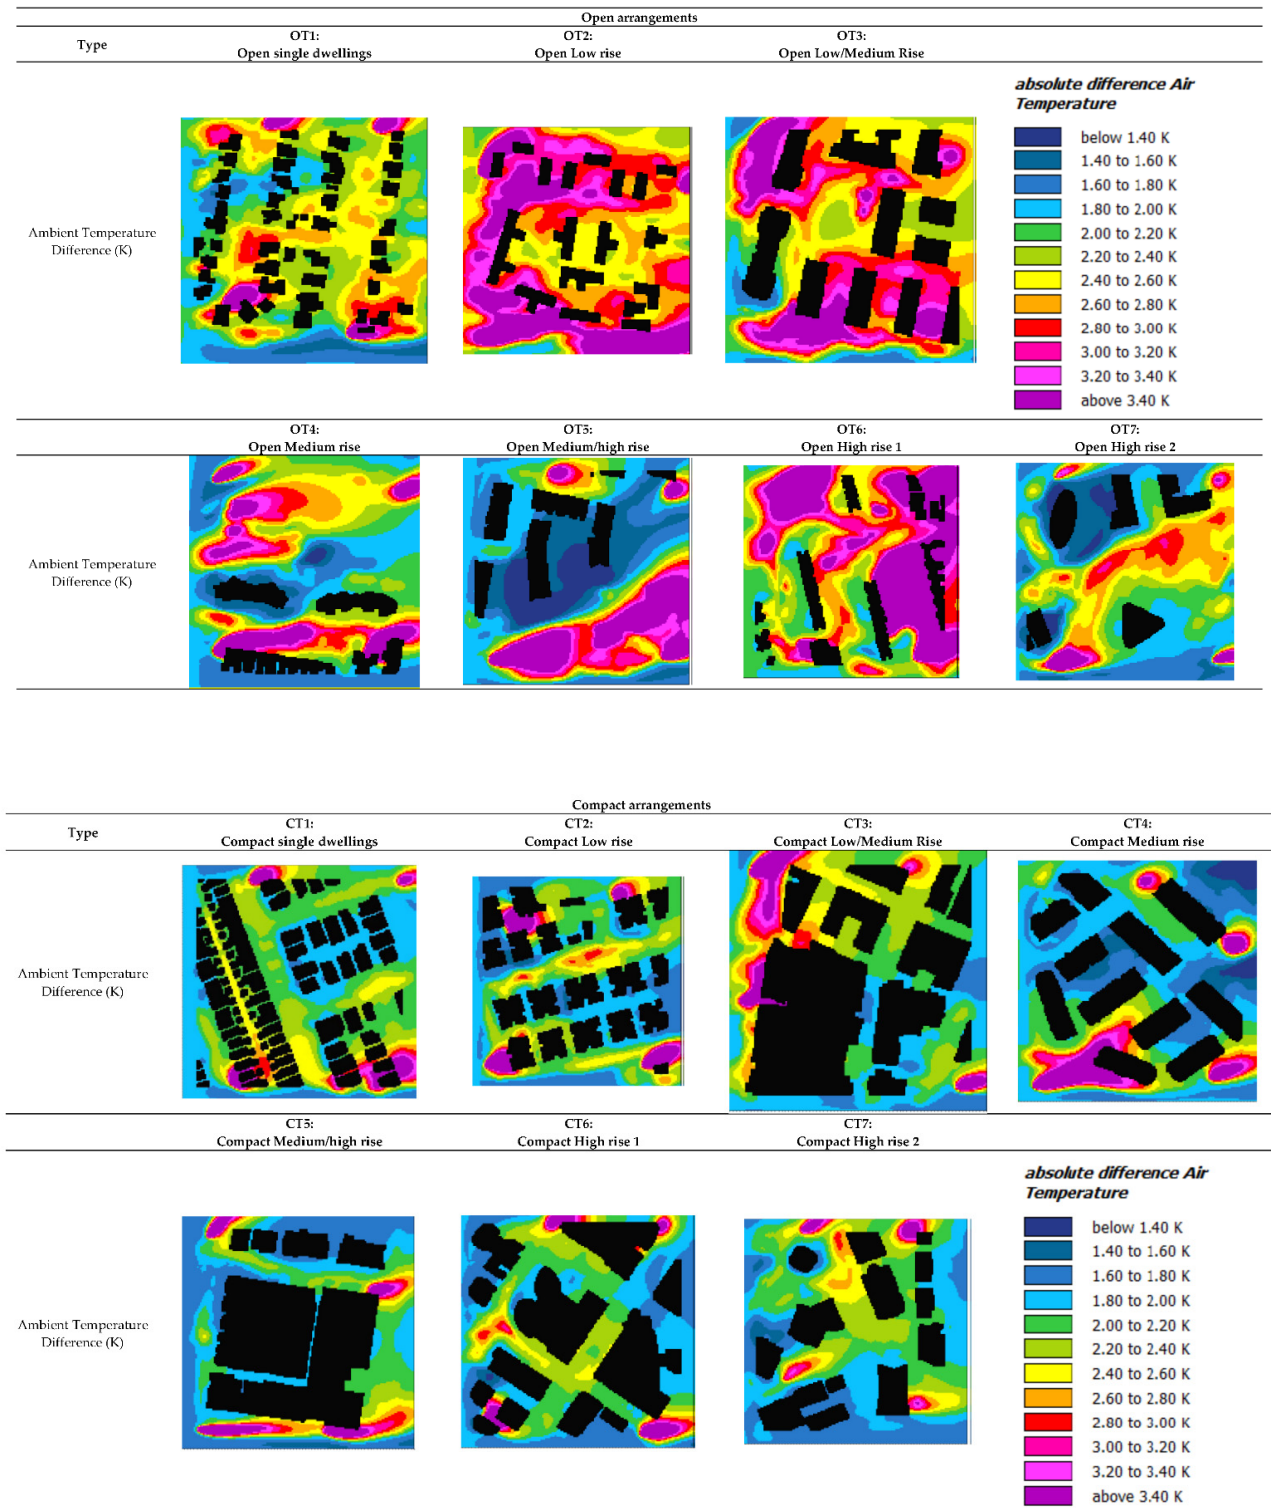 Open arrangements
Type
OT1:
Open single dwellings
OT2:
Open Low rise
OT3:
Open Low/Medium Rise
Ambient Temperature
Difference (K)
absolute difference Air
Temperature
below 1.40 K
1.40 to 1.60 K
1.60 to 1.80 K
1.80 to 2.00 K
2.00 to 2.20 K
2.20 to 2.40 K
2.40 to 2.60 K
2.60 to 2.80 K
2.80 to 3.00 K
3.00 to 3.20 K
3.20 to 3.40 K
above 3.40 K
OT4:
Open Medium rise
OT5:
Open Medium/high rise
OT6:
Open High rise 1
OT7:
Open High rise 2
Ambient Temperature
Difference (K)
Compact arrangements
Type
CT1:
Compact single dwellings
CT2:
Compact Low rise
CT3:
Compact Low/Medium Rise
CT4:
Compact Medium rise
Ambient Temperature
Difference (K)
CT5:
Compact Medium/high rise
CT6:
Compact High rise 1
CT7:
Compact High rise 2
Ambient Temperature
Difference (K)
absolute difference Air
Temperature
below 1.40 K
1.40 to 1.60 K
1.60 to 1.80 K
1.80 to 2.00 K
2.00 to 2.20 K
2.20 to 2.40 K
2.40 to 2.60 K
2.60 to 2.80 K
2.80 to 3.00 K
3.00 to 3.20 K
3.20 to 3.40 K
above 3.40 K